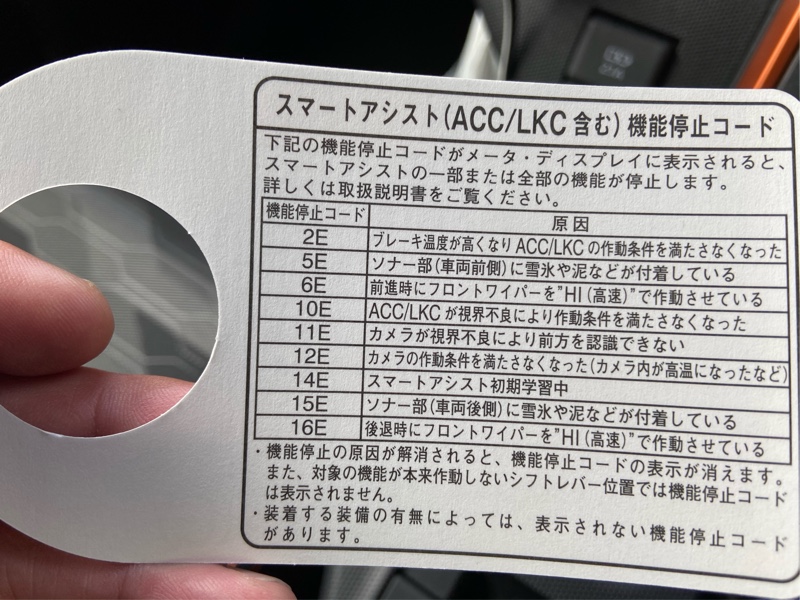 スマートアシスト(ACC/LKC 含む)機能停止コード
下記の機能停止コードがメータ・ディスプレイに表示されると、
スマートアシストの一部または全部の機能が停止します。
詳しくは取扱説明書をご覧ください。
機能停止コード 原因
2E ブレーキ温度が高くなりACC/LKCの作動条件を満たさなくなった
5E ソナー部(車両前側)に雪氷や泥などが付着している
6E 前進時にフロントワイパーを"HI(高速)"で作動させている
10E ACC/LKCが視界不良により作動条件を満たさなくなった
11E カメラが視界不良により前方を認識できない
12E カメラの作動条件を満たさなくなった(カメラ内が高温になったなど)
14E スマートアシスト初期学習中
15E ソナー部(車両後側)に雪氷や泥などが付着している
16E 後退時にフロントワイパーを"HI(高速)"で作動させている
・機能停止の原因が解消されると、機能停止コードの表示が消えます。
また、対象の機能が本来作動しないシフトレバー位置では機能停止コード
は表示されません。
・装着する装備の有無によっては、表示されない機能停止コード
があります。